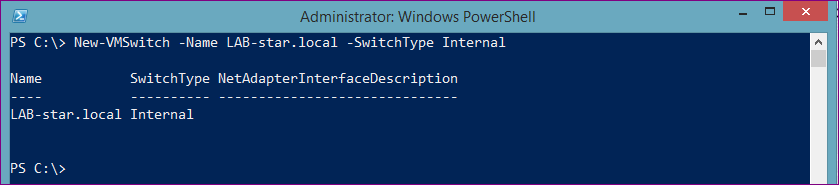 Administrator: Windows PowerShell
PS C:\> New-VMSwitch -Name LAB-star.local -SwitchType Internal
Name           SwitchType NetAdapterInterfaceDescription
----           ---------- ------------------------------
LAB-star.local Internal
PS C:\>